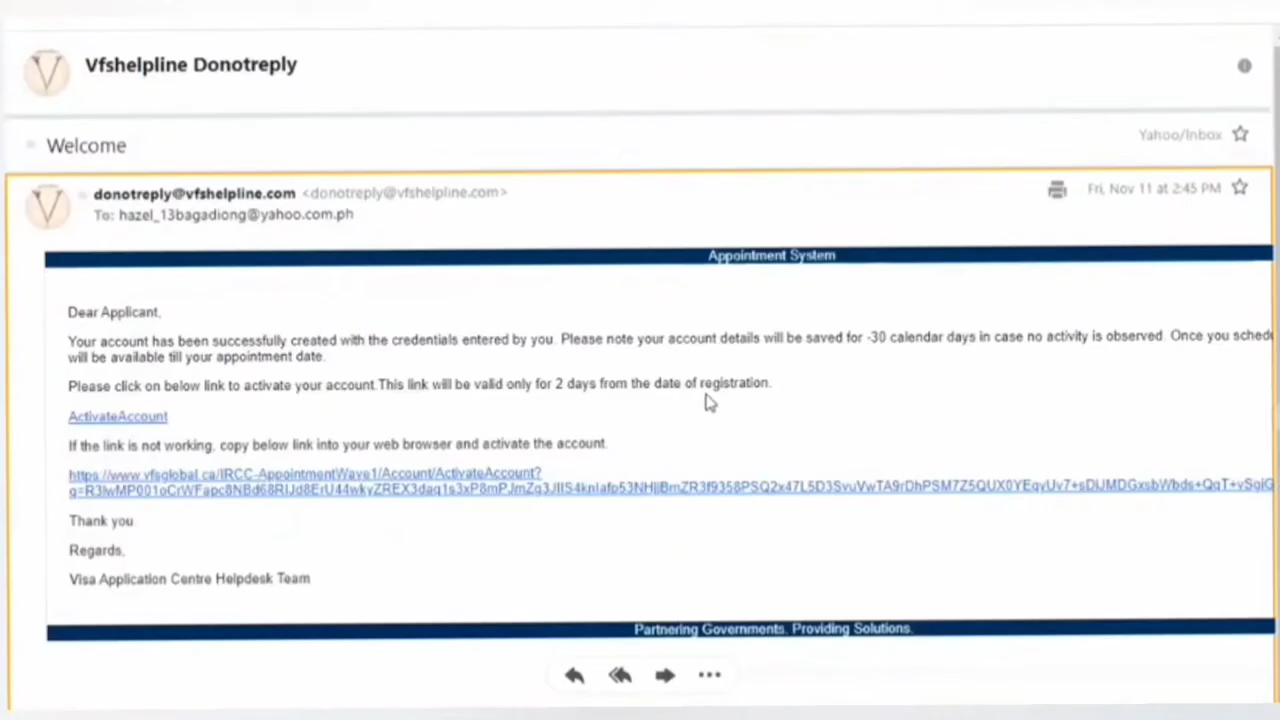 Vfshelpline Donotreply
Welcome
Yahoo/Inbox
donotreply@vfshelpline.com <donotreply@vfshelpline.com>
Fri, Nov 11 at 2:45 PM
To: hazel_13bagadiong@yahoo.com.ph
Appointment System
Dear Applicant,
Your account has been successfully created with the credentials entered by you. Please note your account details will be saved for -30 calendar days in case no activity is observed. Once you
will be available till your appointment date.
Please click on below link to activate your account.This link will be valid only for 2 days from the date of registration.
ActivateAccount
If the link is not working, copy below link into your web browser and activate the account.
https://www.vfsglobal.ca/IRCC-AppointmentWave1/Account/ActivateAccount?
Thank you.
Regards,
Visa Application Centre Helpdesk Team
Partnering Governments. Providing Solutions.